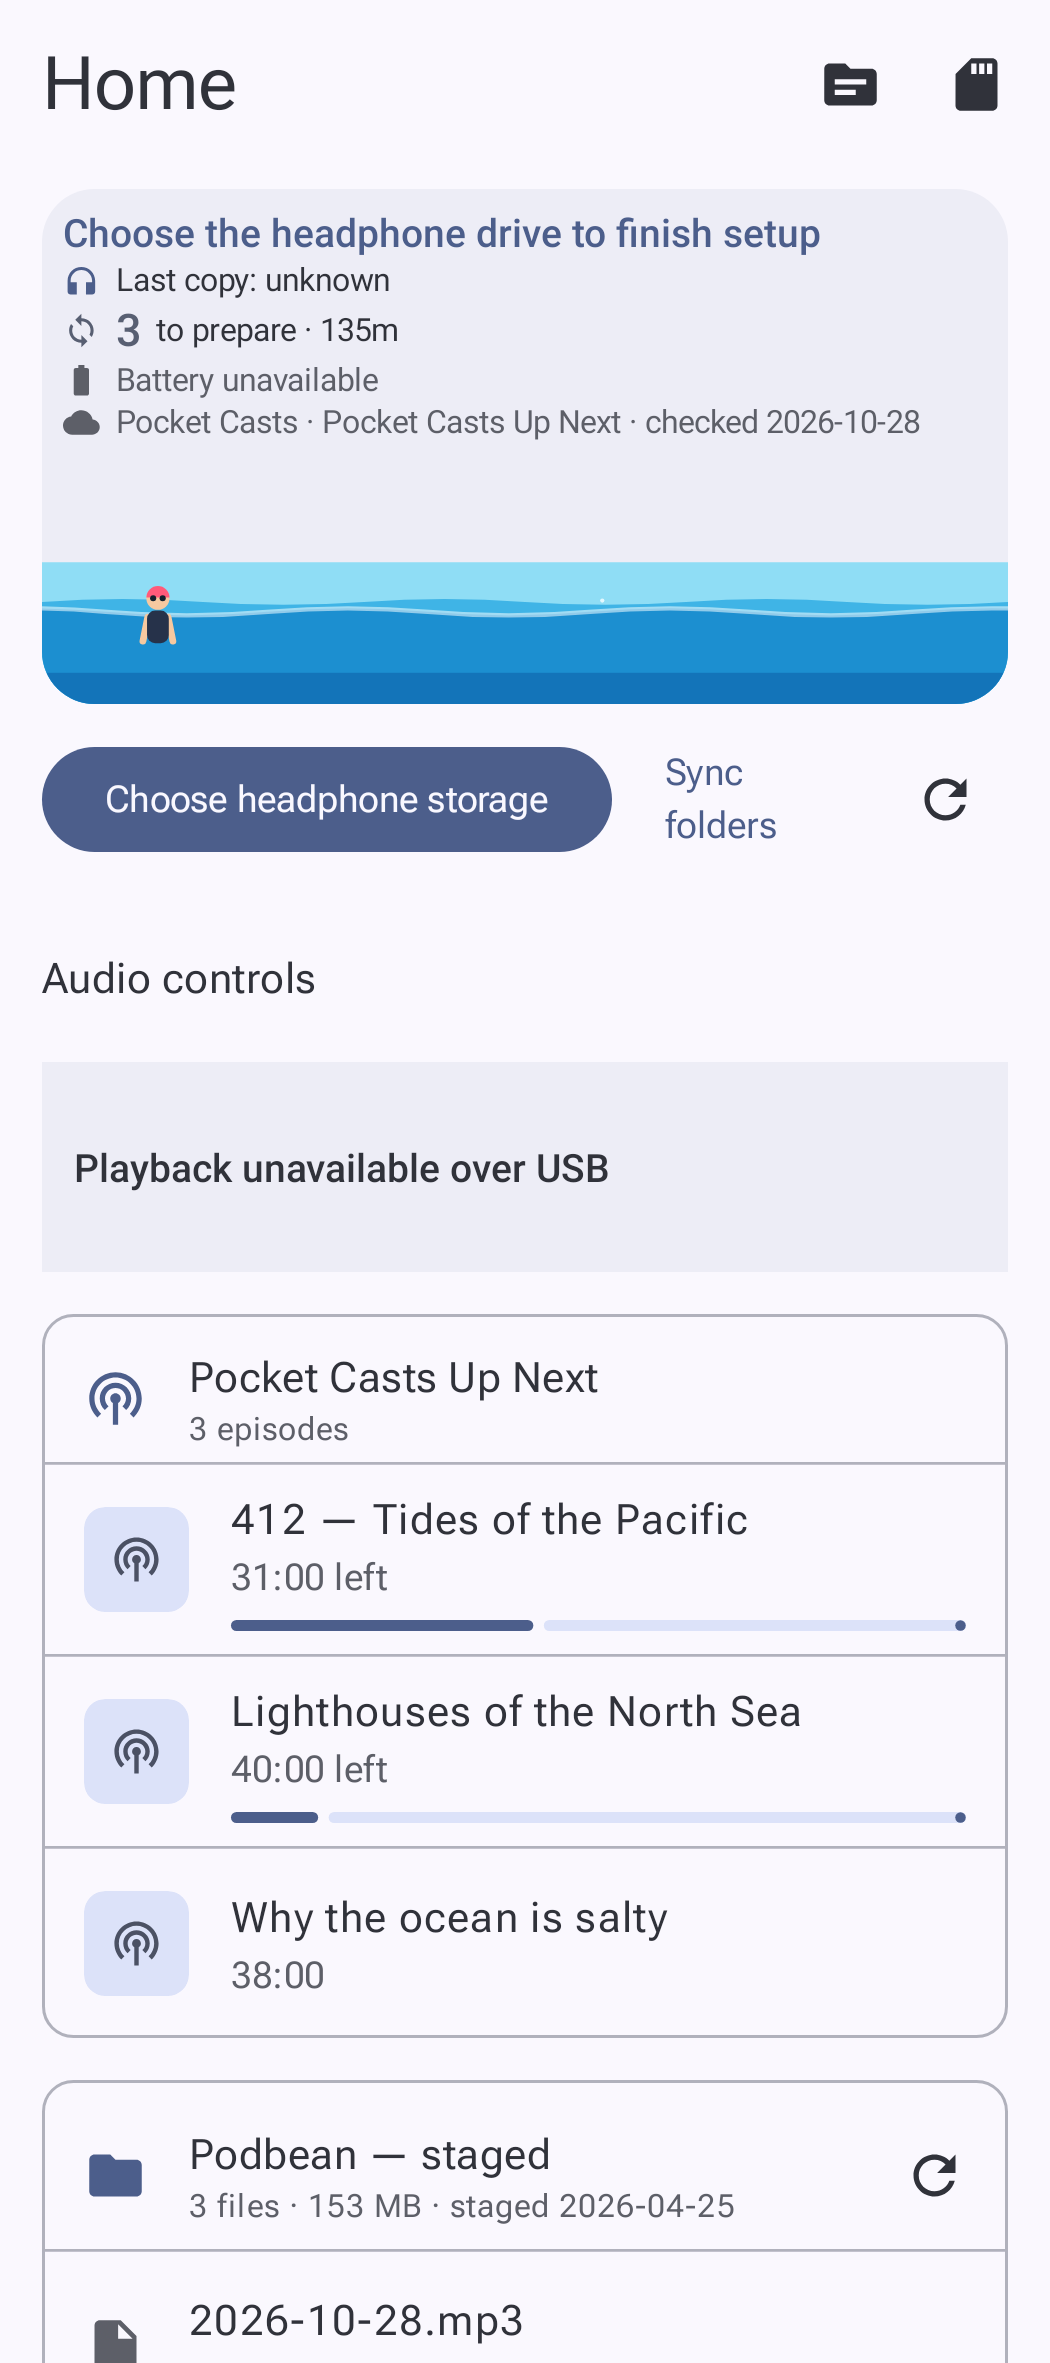 Home
Choose the headphone drive to finish setup
Last copy: unknown
3 to prepare · 135m
Battery unavailable
Pocket Casts · Pocket Casts Up Next · checked 2026-10-28
Choose headphone storage
Sync
folders
Audio controls
Playback unavailable over USB
Pocket Casts Up Next
3 episodes
412 — Tides of the Pacific
31:00 left
Lighthouses of the North Sea
40:00 left
Why the ocean is salty
38:00
Podbean — staged
3 files · 153 MB · staged 2026-04-25
2026-10-28.mp3